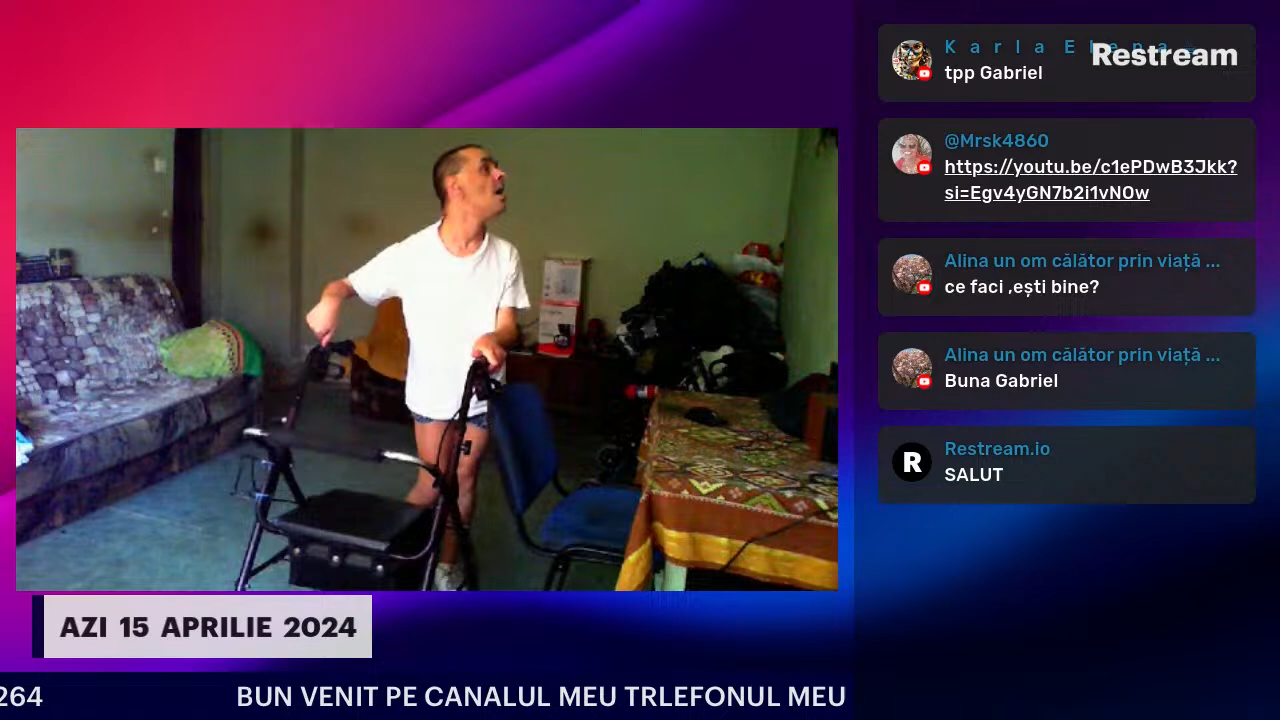 K a r l a E l e n a
Restream
tpp Gabriel
@Mrsk4860
https://youtu.be/c1ePDwB3Jkk?
si=Egv4yGN7b2i1vN0w
Alina un om călător prin viață ...
ce faci ,ești bine?
Alina un om călător prin viață ...
Buna Gabriel
R
Restream.io
SALUT
AZI 15 APRILIE 2024
264
BUN VENIT PE CANALUL MEU TRLEFONUL MEU